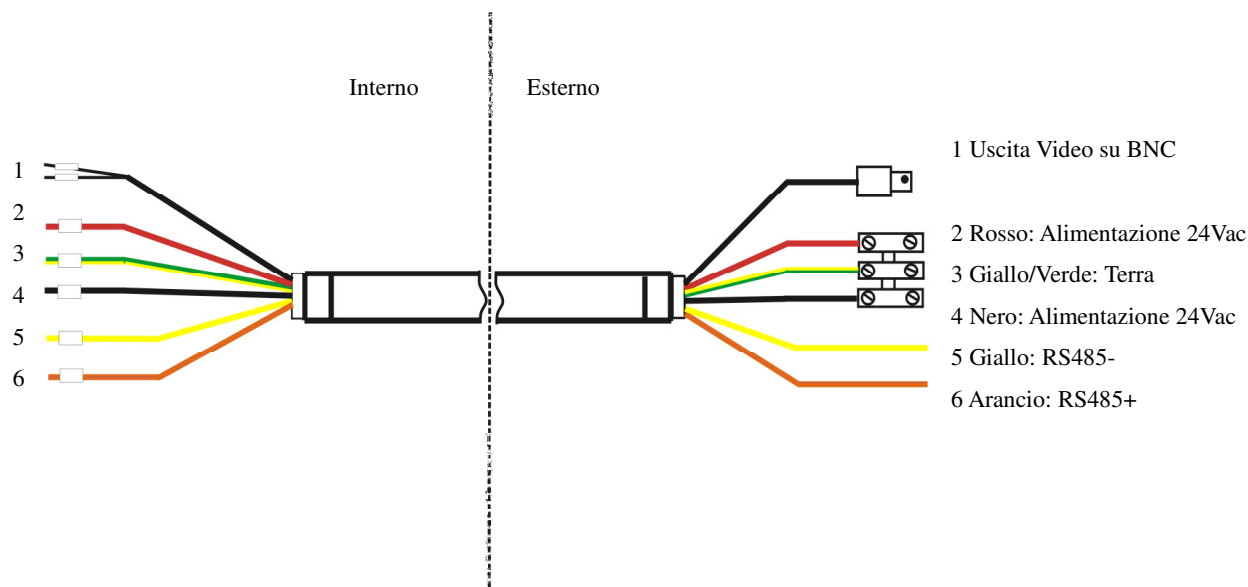 Interno
Esterno
1
2
3
4
5
6
1 Uscita Video su BNC
2 Rosso: Alimentazione 24Vac
3 Giallo/Verde: Terra
4 Nero: Alimentazione 24Vac
5 Giallo: RS485-
6 Arancio: RS485+